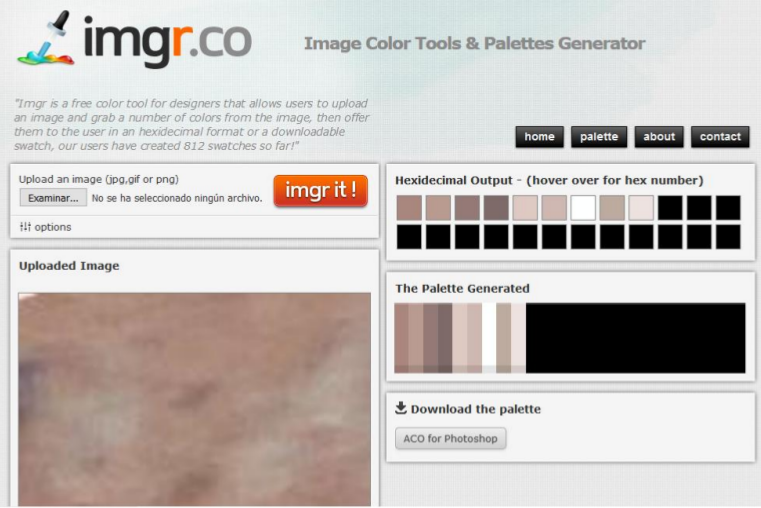 imgr.co
Image Color Tools & Palettes Generator
"Imgr is a free color tool for designers that allows users to upload
an image and grab a number of colors from the image, then offer
them to the user in an hexidecimal format or a downloadable
swatch, our users have created 812 swatches so far!"
home palette about contact
Upload an image (jpg,gif or png)
Examinar... No se ha seleccionado ningún archivo.
imgr it!
options
Uploaded Image
Hexidecimal Output - (hover over for hex number)
The Palette Generated
Download the palette
ACO for Photoshop